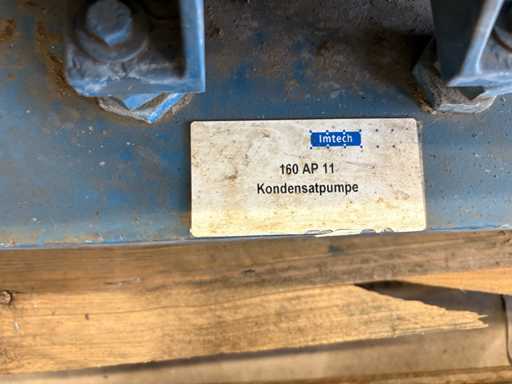 Imtech
160 AP 11
Kondensatpumpe